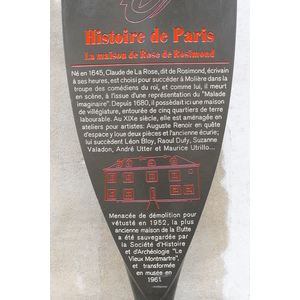 Histoire de Paris
La maison de Rose de Rosimond
Né en 1645, Claude de La Rose, dit de Rosimond, écrivain
à ses heures, est choisi pour succéder à Molière dans la
troupe des comédiens du roi, et comme lui, il meurt
en scène, à l'issue d'une représentation du "Malade
imaginaire". Depuis 1680, il possédait ici une maison
de villégiature, entourée de cinq quartiers de terre
labourable. Au XIXe siècle, elle est aménagée en
ateliers pour artistes: Auguste Renoir en quête
d'espace y loue deux pièces et l'ancienne écurie;
lui succèdent Léon Bloy, Raoul Dufy, Suzanne
Valadon, André Utter et Maurice Utrillo...
Menacée de démolition pour
vétusté en 1952, la plus
ancienne maison de la Butte
a été sauvegardée par
la Société d'Histoire
et d'Archéologie "Le
Vieux Montmartre",
et transformée
en musée en
1961.